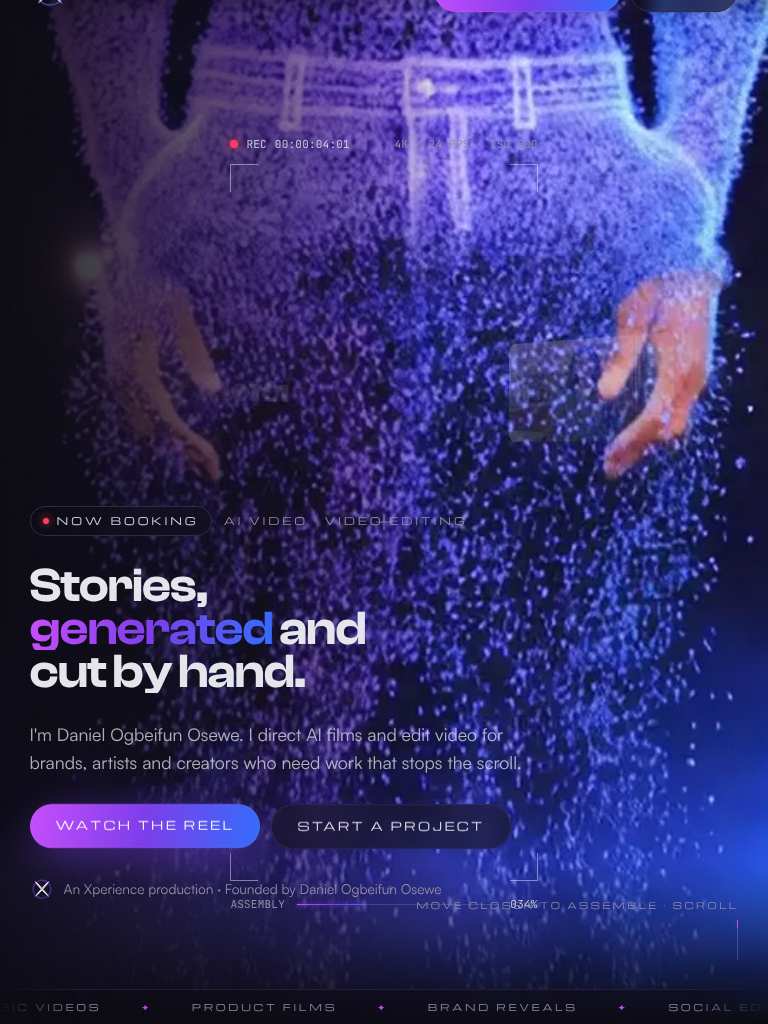 REC 00:00:04:01
NOW BOOKING
AI VIDEO · VIDEO EDITING
Stories,
generated and
cut by hand.
I'm Daniel Ogbeifun Osewe. I direct AI films and edit video for
brands, artists and creators who need work that stops the scroll.
WATCH THE REEL
START A PROJECT
An Xperience production · Founded by Daniel Ogbeifun Osewe
ASSEMBLY
034%
MOVE CLOSER TO ASSEMBLE · SCROLL
VIDEOS
PRODUCT FILMS
BRAND REVEALS
SOCIAL